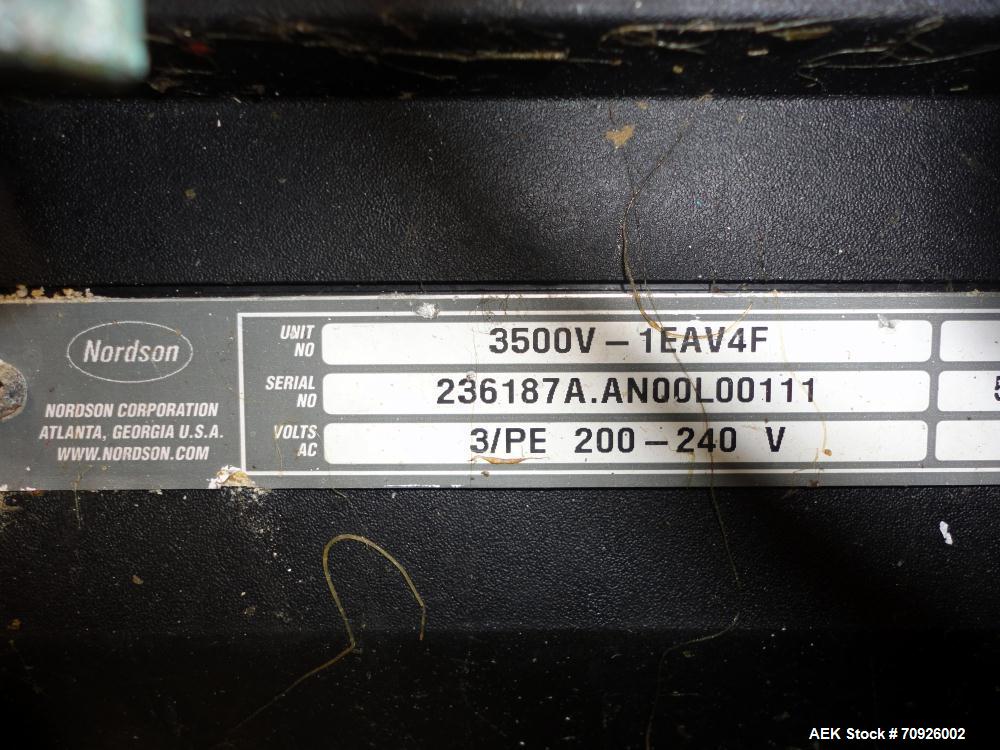 Nordson
NORDSON CORPORATION
ATLANTA, GEORGIA U.S.A.
WWW.NORDSON.COM
UNIT NO 3500V – 1EAV4F
SERIAL NO 236187A.AN00L00111
VOLTS AC 3/PE 200 – 240 V
AEK Stock # 70926002